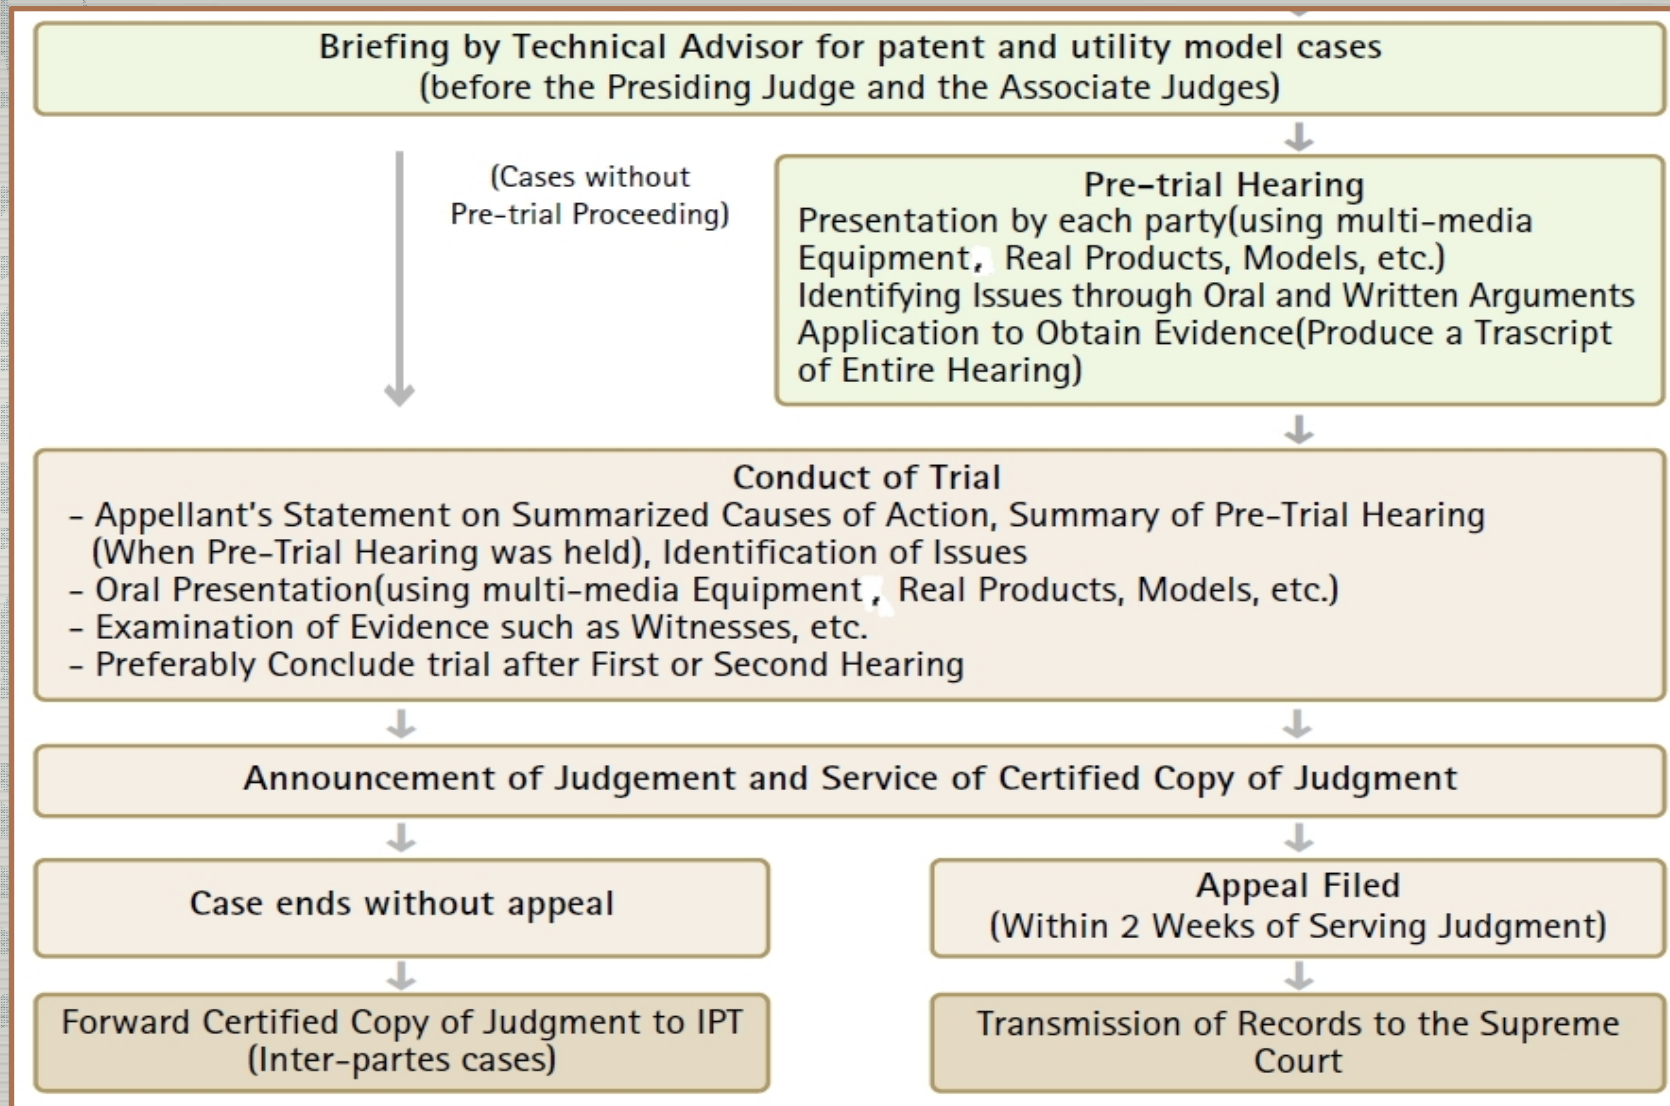 Briefing by Technical Advisor for patent and utility model cases
(before the Presiding Judge and the Associate Judges)
(Cases without
Pre-trial Proceeding)
Pre-trial Hearing
Presentation by each party(using multi-media
Equipment, Real Products, Models, etc.)
Identifying Issues through Oral and Written Arguments
Application to Obtain Evidence(Produce a Trascript
of Entire Hearing)
Conduct of Trial
- Appellant's Statement on Summarized Causes of Action, Summary of Pre-Trial Hearing
(When Pre-Trial Hearing was held), Identification of Issues
- Oral Presentation(using multi-media Equipment, Real Products, Models, etc.)
- Examination of Evidence such as Witnesses, etc.
- Preferably Conclude trial after First or Second Hearing
Announcement of Judgement and Service of Certified Copy of Judgment
Case ends without appeal
Appeal Filed
(Within 2 Weeks of Serving Judgment)
Forward Certified Copy of Judgment to IPT
(Inter-partes cases)
Transmission of Records to the Supreme
Court